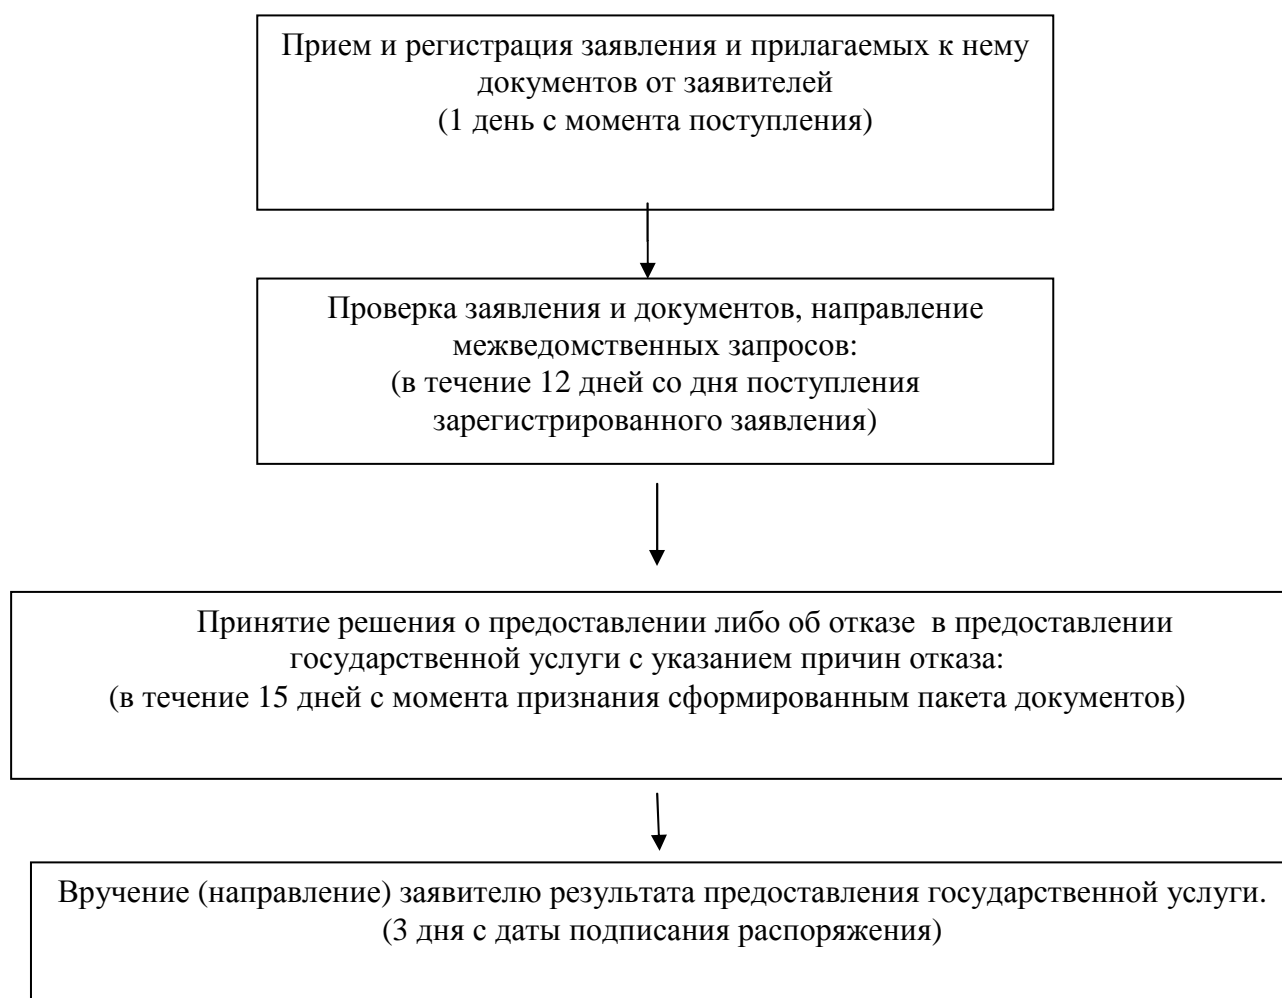 Прием и регистрация заявления и прилагаемых к нему
документов от заявителей
(1 день с момента поступления)
Проверка заявления и документов, направление
межведомственных запросов:
(в течение 12 дней со дня поступления
зарегистрированного заявления)
Принятие решения о предоставлении либо об отказе в предоставлении
государственной услуги с указанием причин отказа:
(в течение 15 дней с момента признания сформированным пакета документов)
Вручение (направление) заявителю результата предоставления государственной услуги.
(3 дня с даты подписания распоряжения)